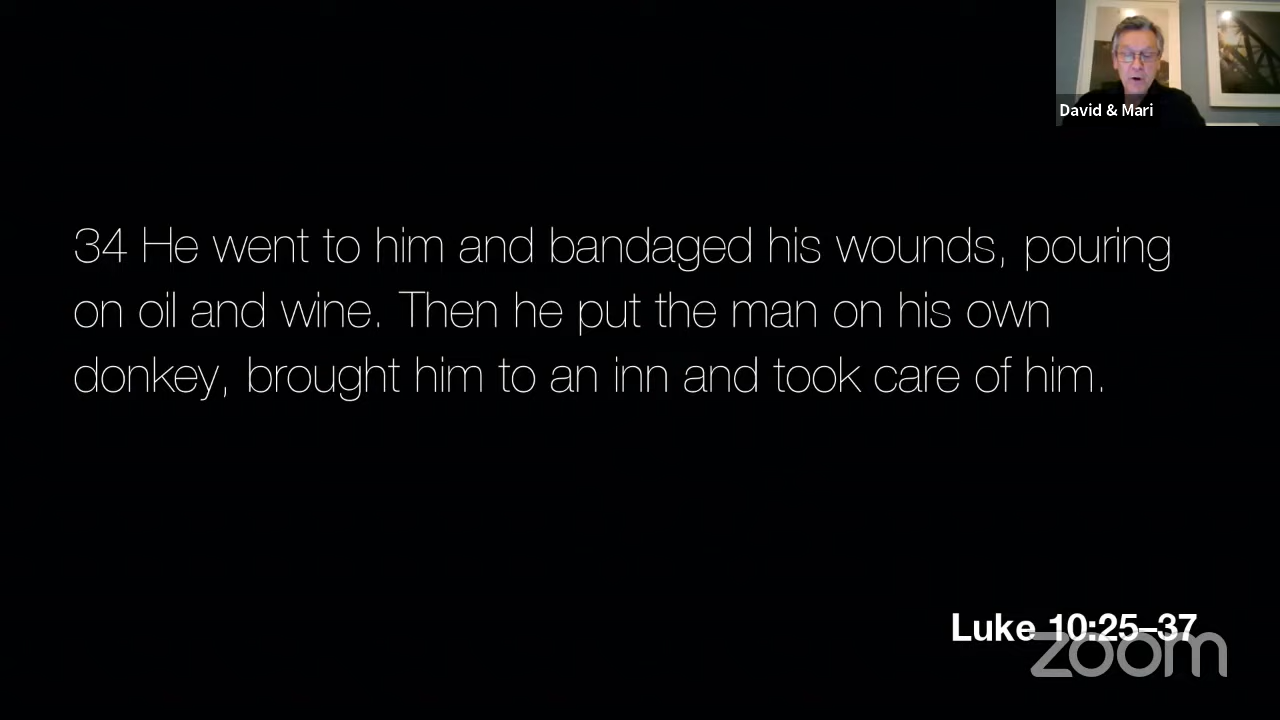 David & Mari
34 He went to him and bandaged his wounds, pouring
on oil and wine. Then he put the man on his own
donkey, brought him to an inn and took care of him.
Luke 10:25–37
zoom